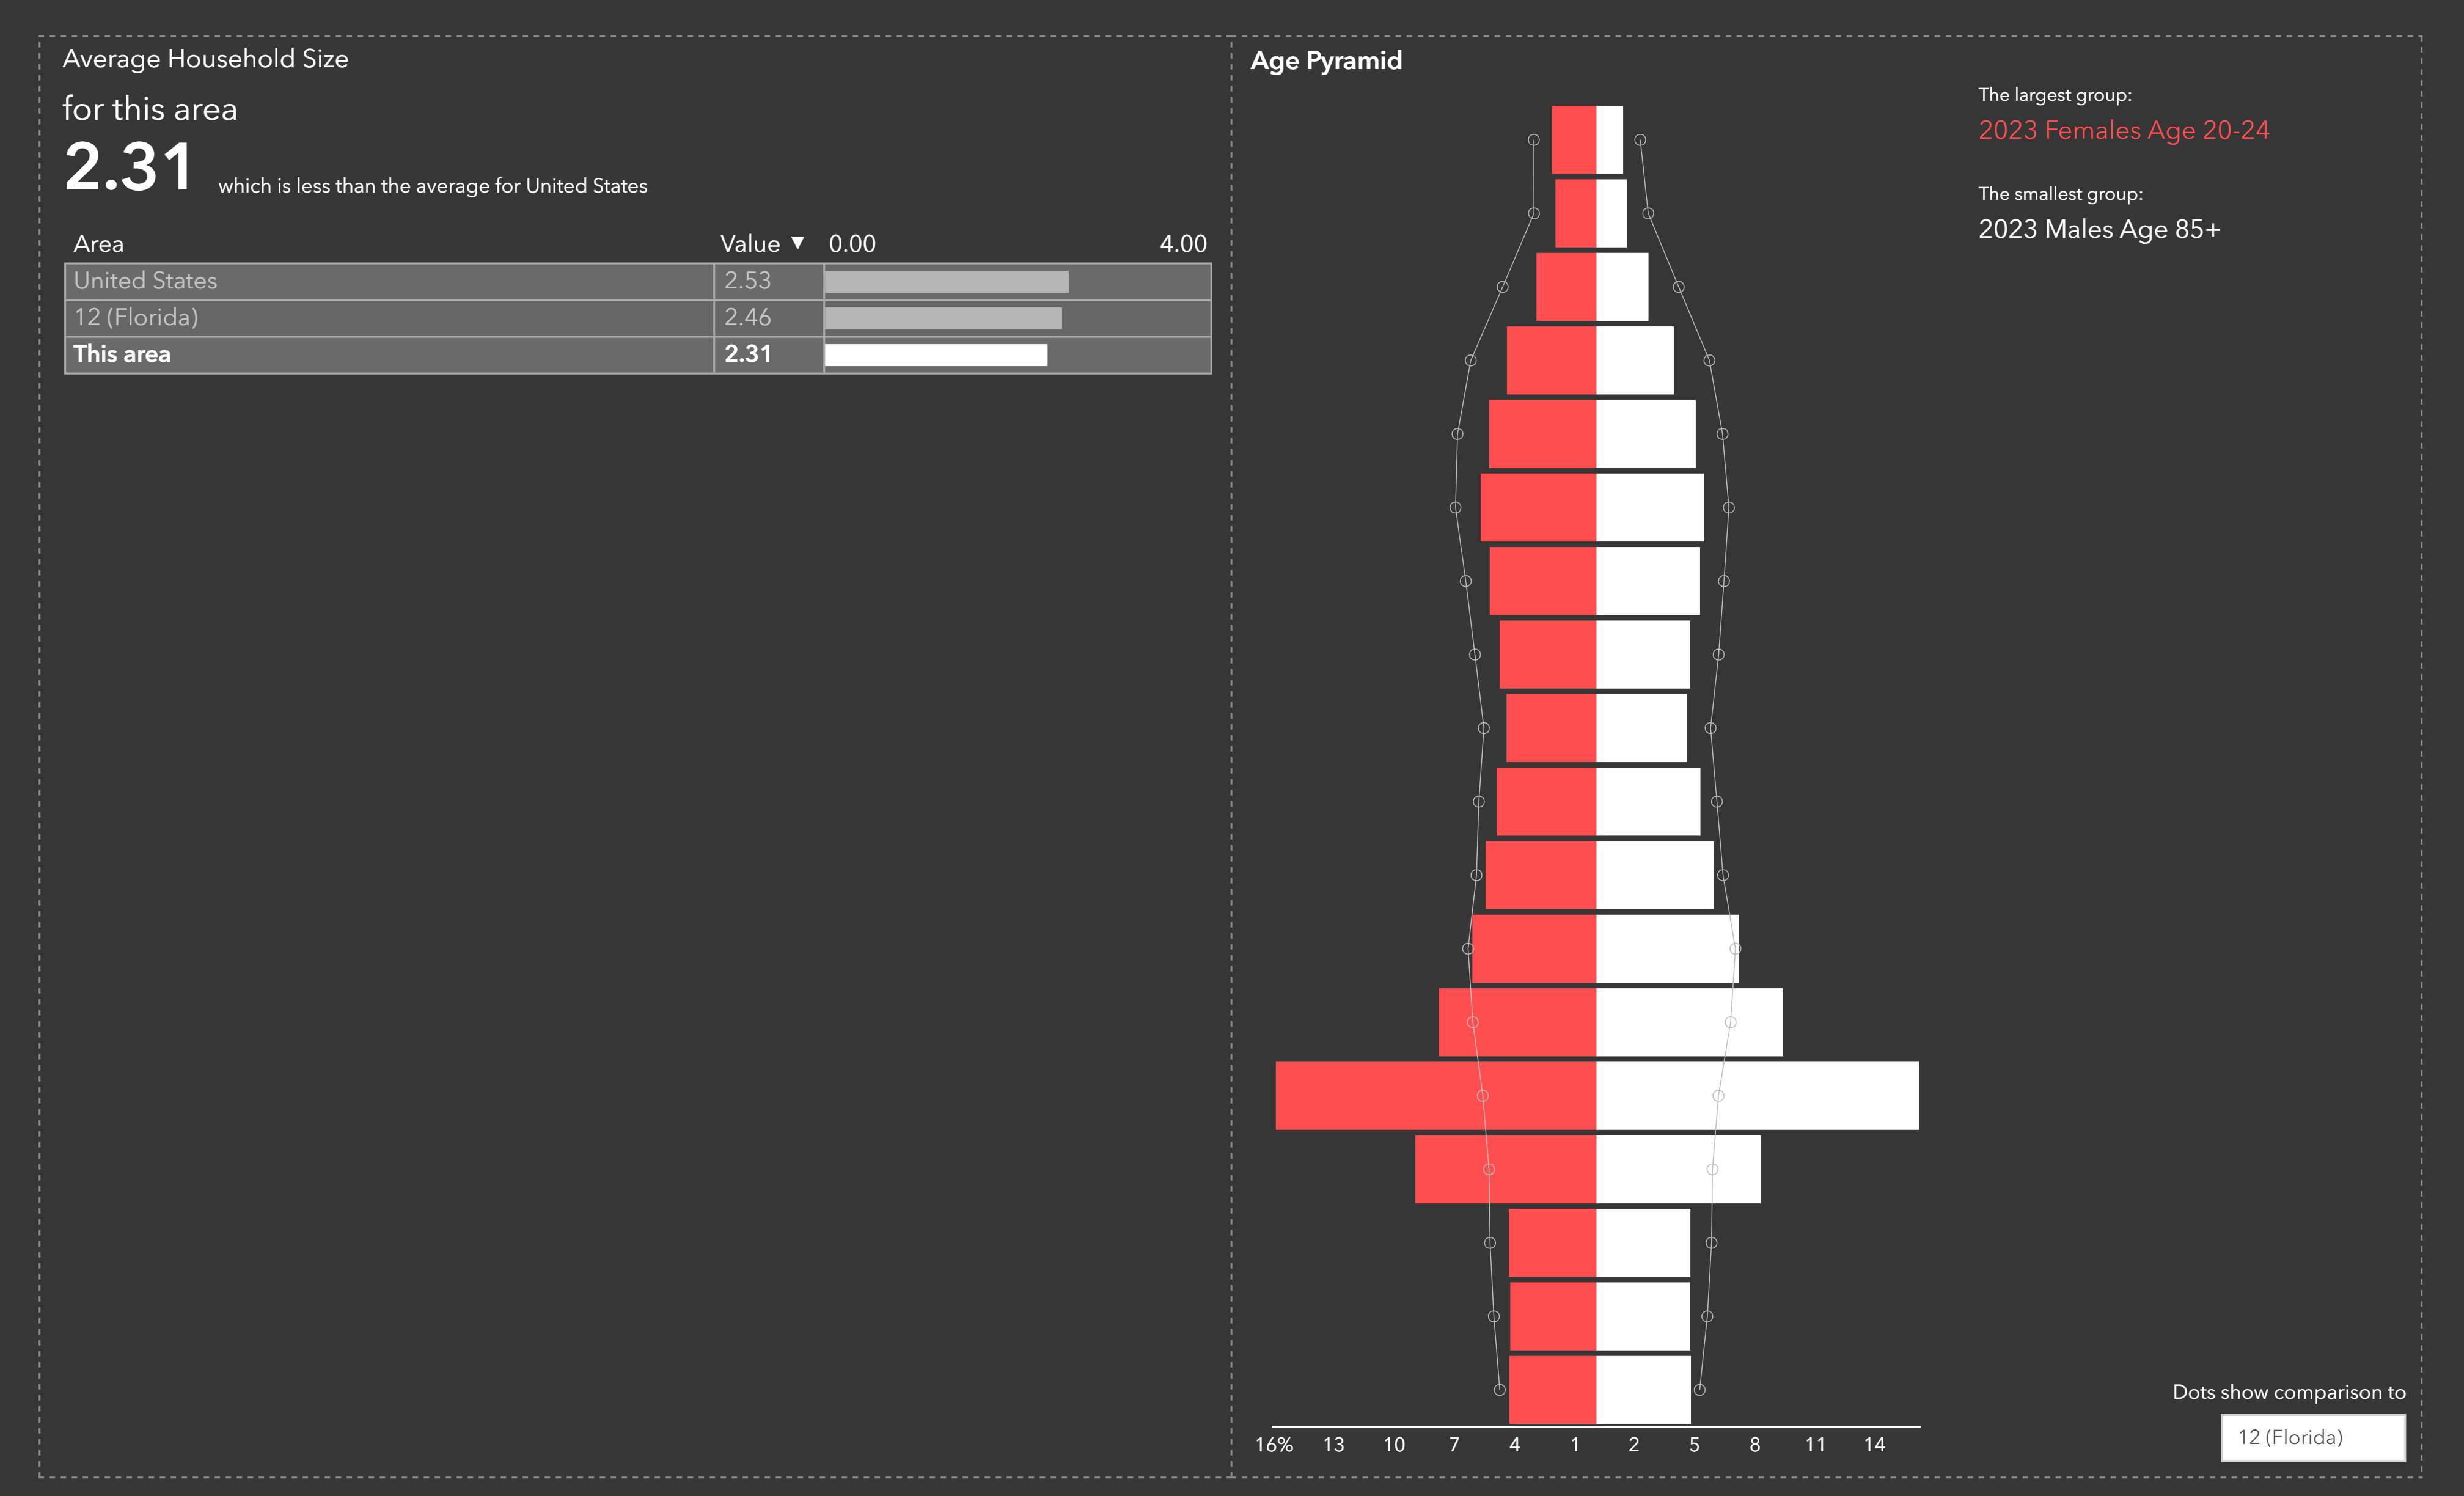 Average Household Size
for this area
2.31 which is less than the average for United States
Area Value ▼ 0.00 4.00
United States 2.53
12 (Florida) 2.46
This area 2.31
Age Pyramid
The largest group:
2023 Females Age 20-24
The smallest group:
2023 Males Age 85+
16% 13 10 7 4 1 2 5 8 11 14
Dots show comparison to
12 (Florida)